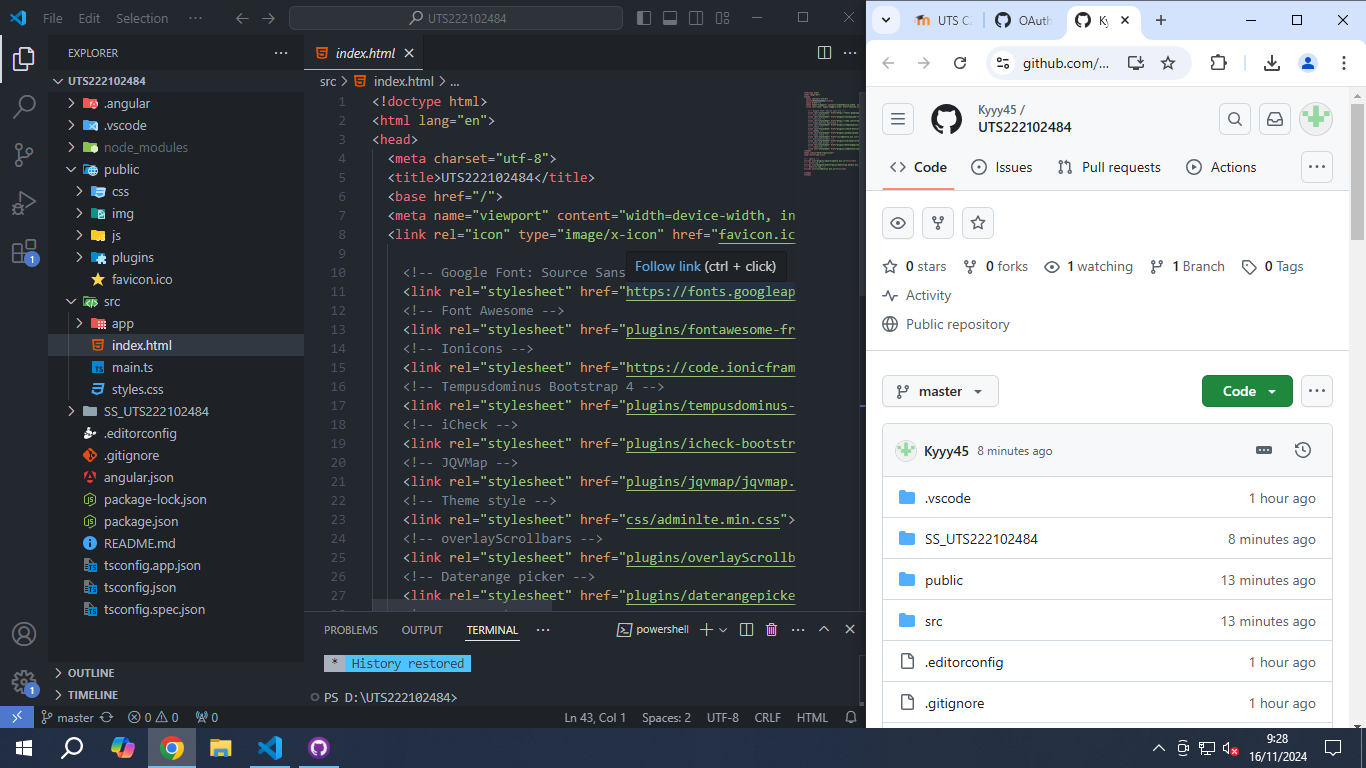 File Edit Selection ··· UTS222102484
EXPLORER
UTS222102484
.angular
.vscode
node_modules
public
css
img
js
plugins
favicon.ico
src
app
index.html
main.ts
styles.css
SS_UTS222102484
.editorconfig
.gitignore
angular.json
package-lock.json
package.json
README.md
tsconfig.app.json
tsconfig.json
tsconfig.spec.json
OUTLINE
TIMELINE
1
1
index.html
src > index.html > ...
1 <!doctype html>
2 <html lang="en">
3 <head>
4 <meta charset="utf-8">
5 <title>UTS222102484</title>
6 <base href="/">
7 <meta name="viewport" content="width=device-width, in
8 <link rel="icon" type="image/x-icon" href="favicon.ic
9
Follow link (ctrl + click)
10 <!-- Google Font: Source Sans
11 <link rel="stylesheet" href="https://fonts.googleap
12 <!-- Font Awesome -->
13 <link rel="stylesheet" href="plugins/fontawesome-fr
14 <!-- Ionicons -->
15 <link rel="stylesheet" href="https://code.ionicfram
16 <!-- Tempusdominus Bootstrap 4 -->
17 <link rel="stylesheet" href="plugins/tempusdominus-
18 <!-- iCheck -->
19 <link rel="stylesheet" href="plugins/icheck-bootstr
20 <!-- JQVMap -->
21 <link rel="stylesheet" href="plugins/jqvmap/jqvmap.
22 <!-- Theme style -->
23 <link rel="stylesheet" href="css/adminlte.min.css">
24 <!-- overlayScrollbars -->
25 <link rel="stylesheet" href="plugins/overlayScrollb
26 <!-- Daterange picker -->
27 <link rel="stylesheet" href="plugins/daterangepicke
PROBLEMS OUTPUT TERMINAL ··· powershell
* History restored
PS D:\UTS222102484>
master 0 0 0 Ln 43, Col 1 Spaces: 2 UTF-8 CRLF HTML
UTS C OAuth Ky
github.com/...
Kyyy45 /
UTS222102484
Code Issues Pull requests Actions
0 stars 0 forks 1 watching 1 Branch 0 Tags
Activity
Public repository
master Code
Kyyy45 8 minutes ago
.vscode 1 hour ago
SS_UTS222102484 8 minutes ago
public 13 minutes ago
src 13 minutes ago
.editorconfig 1 hour ago
.gitignore 1 hour ago
9:28
16/11/2024